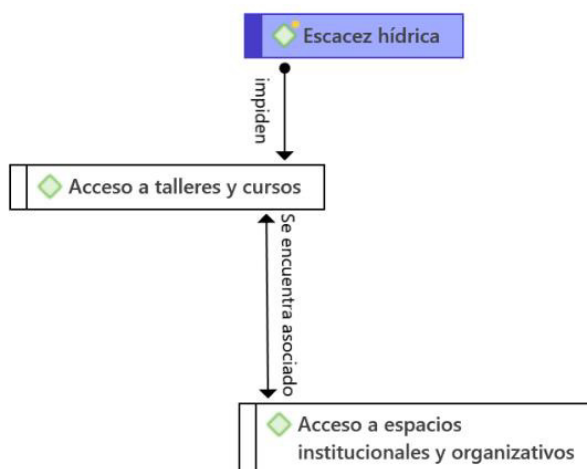 Escacez hídrica
impiden
Acceso a talleres y cursos
Se encuentra asociado
Acceso a espacios
institucionales y organizativos